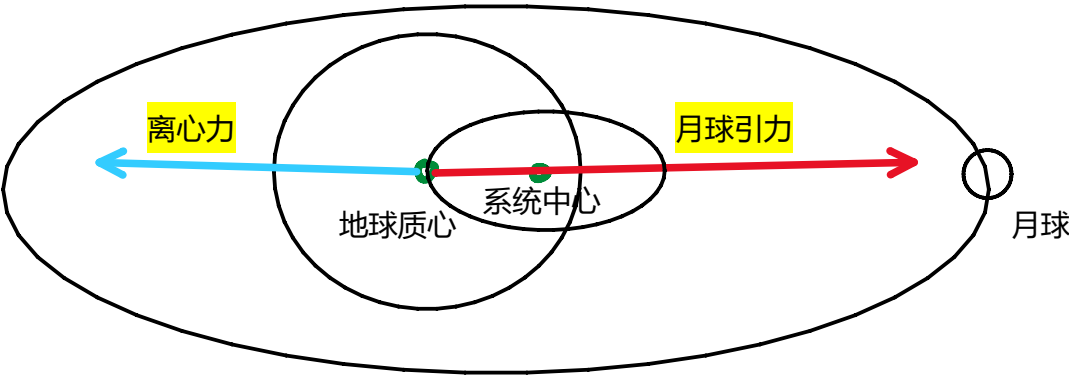 离心力
月球引力
系统中心
地球质心
月球